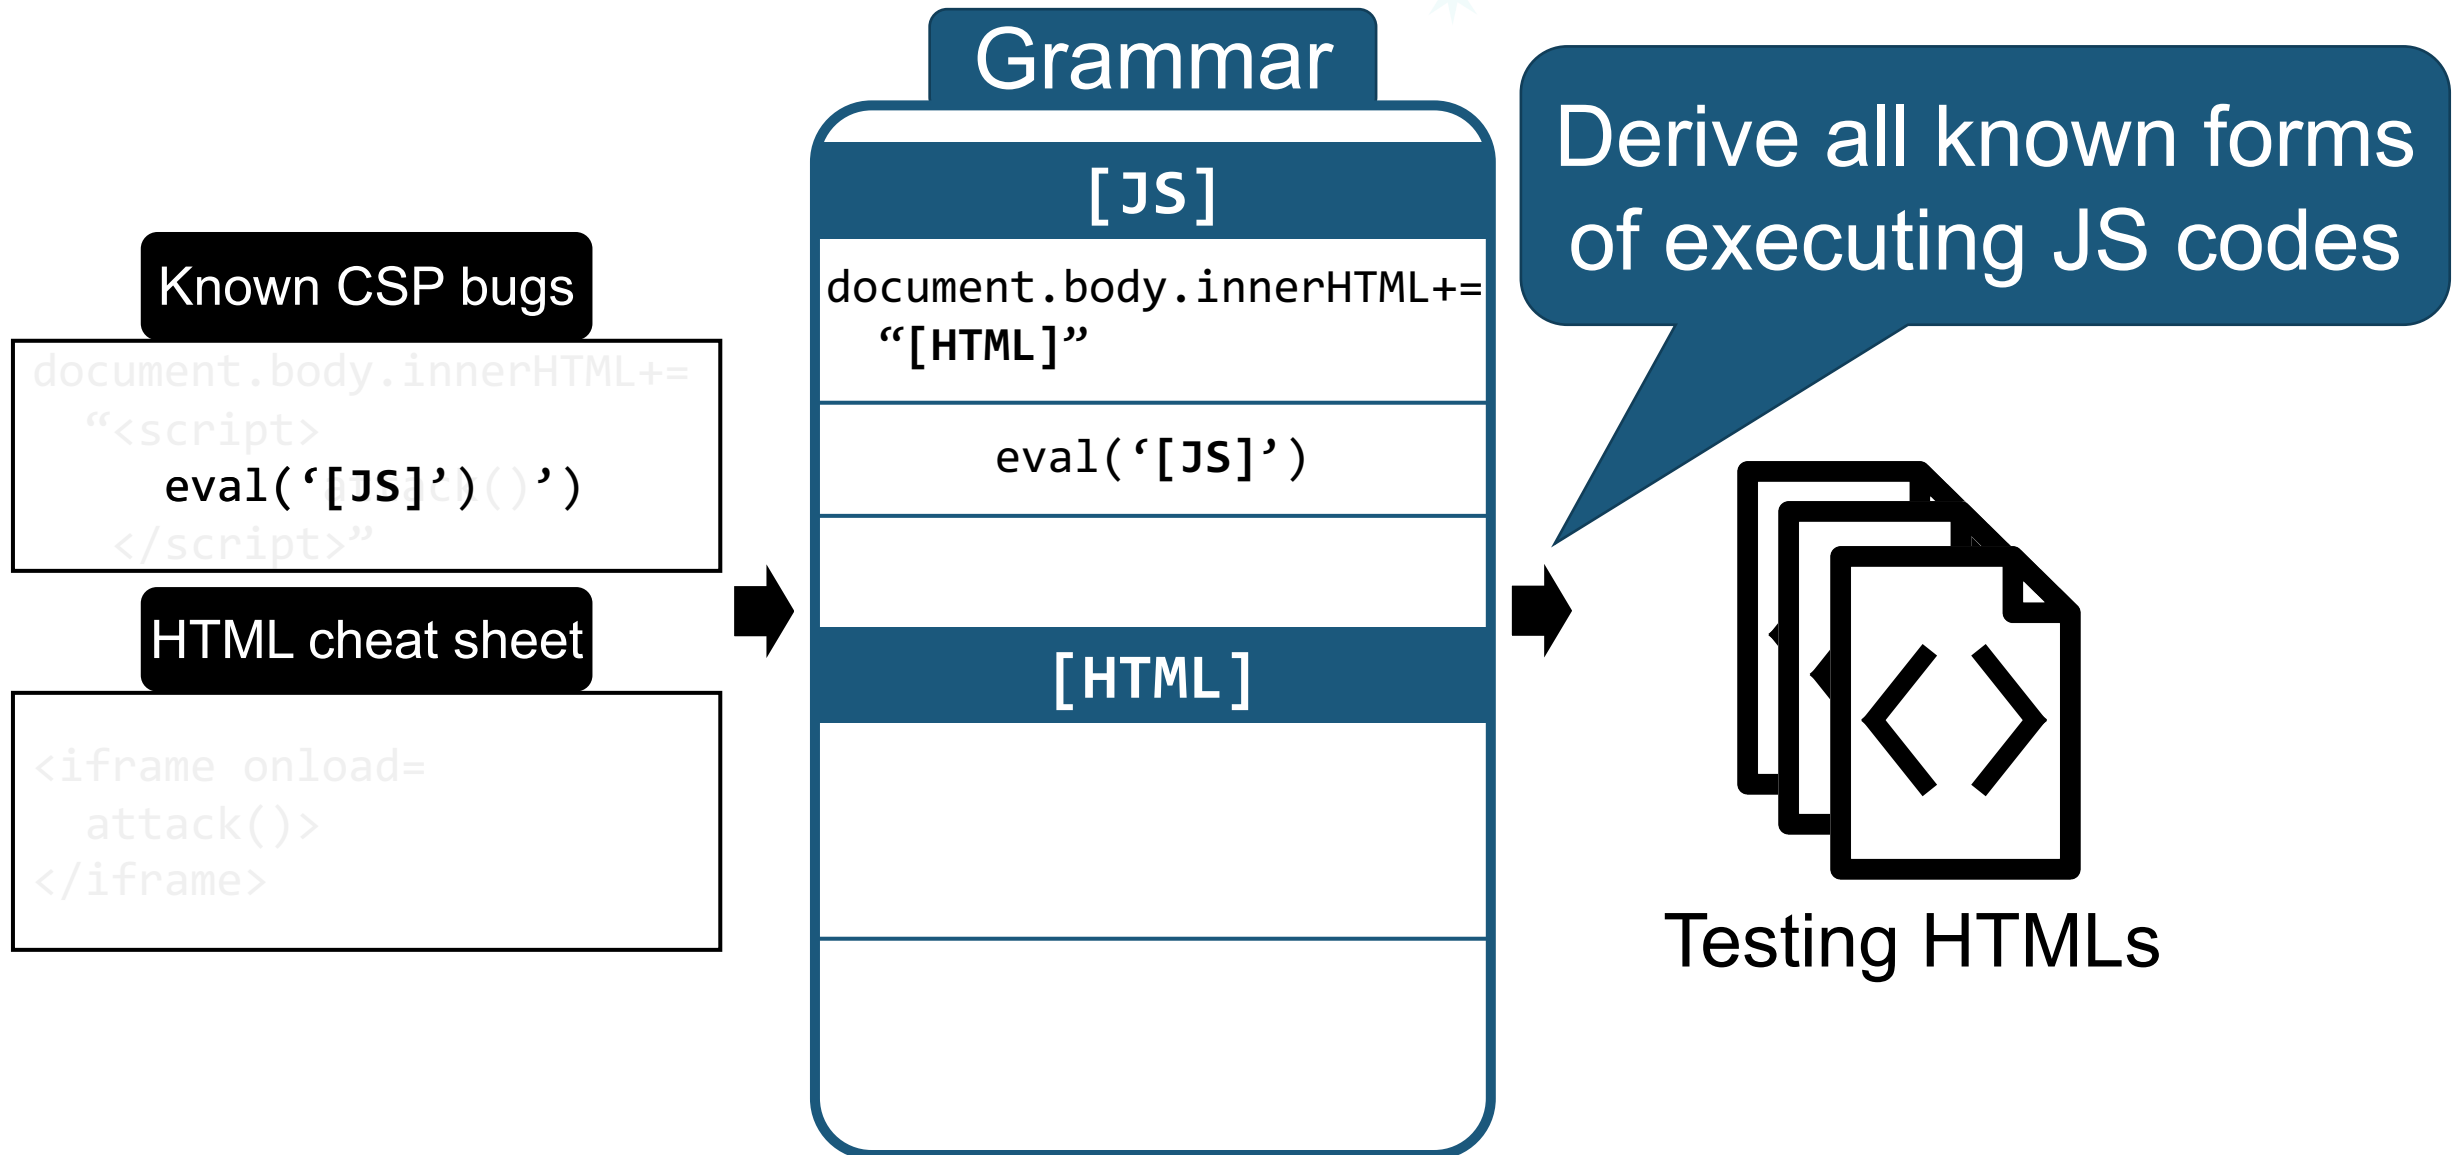 Grammar
Derive all known forms
of executing JS codes
Known CSP bugs
document.body.innerHTML+=
“<script>
eval(‘[JS]’) ’)
</script>”
HTML cheat sheet
<iframe onload=
attack()>
</iframe>
[JS]
document.body.innerHTML+=
“[HTML]”
eval(‘[JS]’)
[HTML]
Testing HTMLs